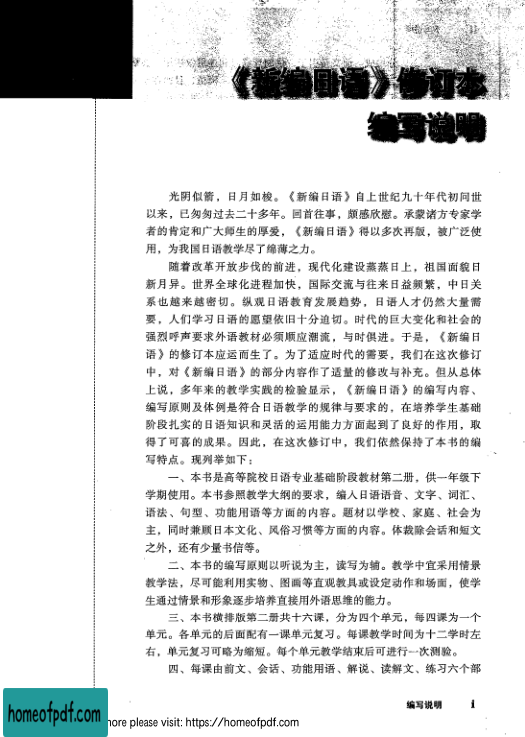 《新编日语》修订本
编写说明
光阴似箭，日月如梭。《新编日语》自上世纪九十年代初问世
以来，已匆匆过去二十多年。回首往事，颇感欣慰。承蒙诸方专家学
者的肯定和广大师生的厚爱，《新编日语》得以多次再版，被广泛使
用，为我国日语教学尽了绵薄之力。
随着改革开放步伐的前进，现代化建设蒸蒸日上，祖国面貌日
新月异。世界全球化进程加快，国际交流与往来日益频繁，中日关
系也越来越密切。纵观日语教育发展趋势，日语人才仍然大量需
要，人们学习日语的愿望依旧十分迫切。时代的巨大变化和社会的
强烈呼声要求外语教材必须顺应潮流，与时俱进。于是，《新编日
语》的修订本应运而生了。为了适应时代的需要，我们在这次修订
中，对《新编日语》的部分内容作了适量的修改与补充。但从总体
上说，多年来的教学实践的检验显示，《新编日语》的编写内容、
编写原则及体例是符合日语教学的规律与要求的，在培养学生基础
阶段扎实的日语知识和灵活的运用能力方面起到了良好的作用，取
得了可喜的成果。因此，在这次修订中，我们依然保持了本书的编
写特点。现列举如下：
一、本书是高等院校日语专业基础阶段教材第二册，供一年级下
学期使用。本书参照教学大纲的要求，编入日语语音、文字、词汇、
语法、句型、功能用语等方面的内容。题材以学校、家庭、社会为
主，同时兼顾日本文化、风俗习惯等方面的内容。体裁除会话和短文
之外，还有少量书信等。
二、本书的编写原则以听说为主，读写为辅。教学中宜采用情景
教学法，尽可能利用实物、图画等直观教具或设定动作和场面，使学
生通过情景和形象逐步培养直接用外语思维的能力。
三、本书横排版第二册共十六课，分为四个单元，每四课为一个
单元。各单元的后面配有一课单元复习。每课教学时间为十二学时左
右，单元复习可略为缩短。每个单元教学结束后可进行一次测验。
四、每课由前文、会话、功能用语、解说、读解文、练习六个部
编写说明 i
homeofpdf.com
more please visit: https://homeofpdf.com